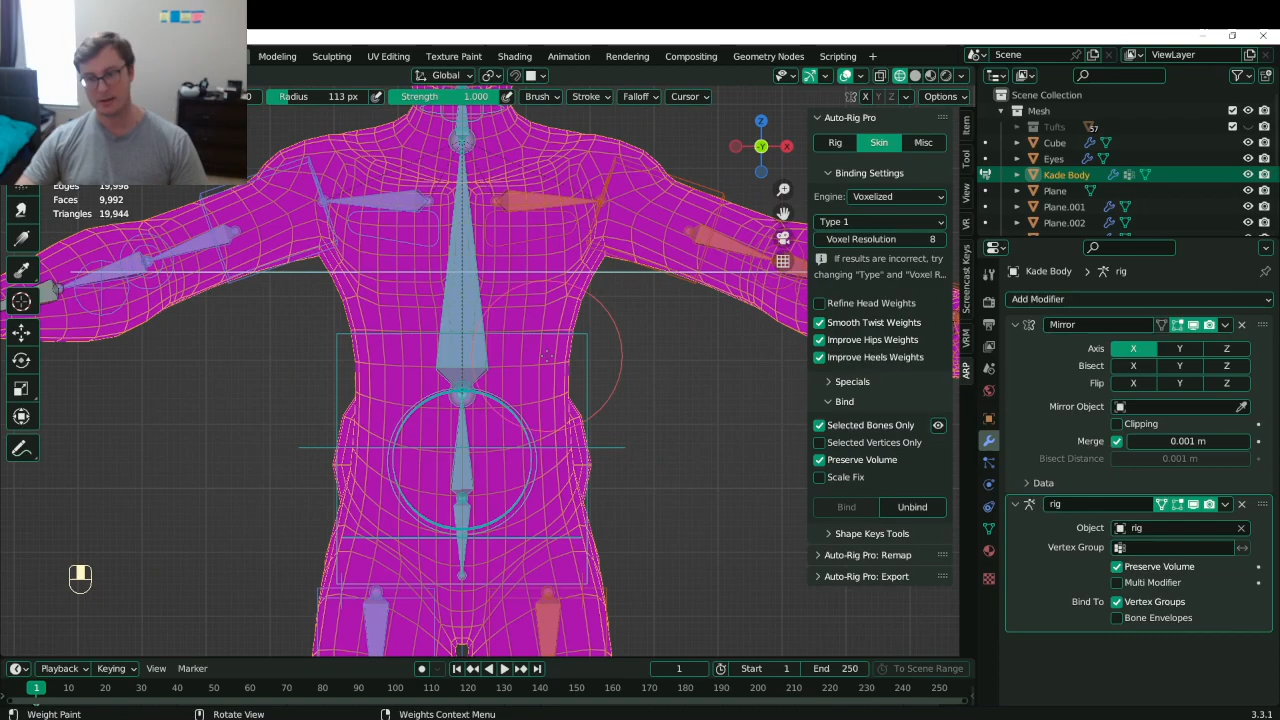 Modeling Sculpting UV Editing Texture Paint Shading Animation Rendering Compositing Geometry Nodes Scripting +
Scene ViewLayer
Global
0 Radius 113 px Strength 1.000 Brush Stroke Falloff Cursor X Y Z Options
Edges 19,998
Faces 9,992
Triangles 19,944
Z
-Y
X
Auto-Rig Pro
Rig Skin Misc
Binding Settings
Engine: Voxelized
Type 1
Voxel Resolution 8
If results are incorrect, try
changing "Type" and "Voxel R...
Refine Head Weights
Smooth Twist Weights
Improve Hips Weights
Improve Heels Weights
Specials
Bind
Selected Bones Only
Selected Vertices Only
Preserve Volume
Scale Fix
Bind Unbind
Shape Keys Tools
Auto-Rig Pro: Remap
Auto-Rig Pro: Export
Item
Tool
View
VR
Screencast Keys
VRM
ARP
Scene Collection
Mesh
Tufts 57
Cube
Eyes
Kade Body
Plane
Plane.001
Plane.002
Kade Body > rig
Add Modifier
Mirror
Axis X Y Z
Bisect X Y Z
Flip X Y Z
Mirror Object
Clipping
Merge 0.001 m
Bisect Distance 0.001 m
Data
rig
Object rig
Vertex Group
Preserve Volume
Multi Modifier
Bind To Vertex Groups
Bone Envelopes
Playback Keying View Marker
1 Start 1 End 250 To Scene Range
1 10 20 30 40 50 60 70 80 90 100 110 120 130 140 150 160 170 180 190 200 210 220 230 240 250
Weight Paint Rotate View Weights Context Menu 3.3.1